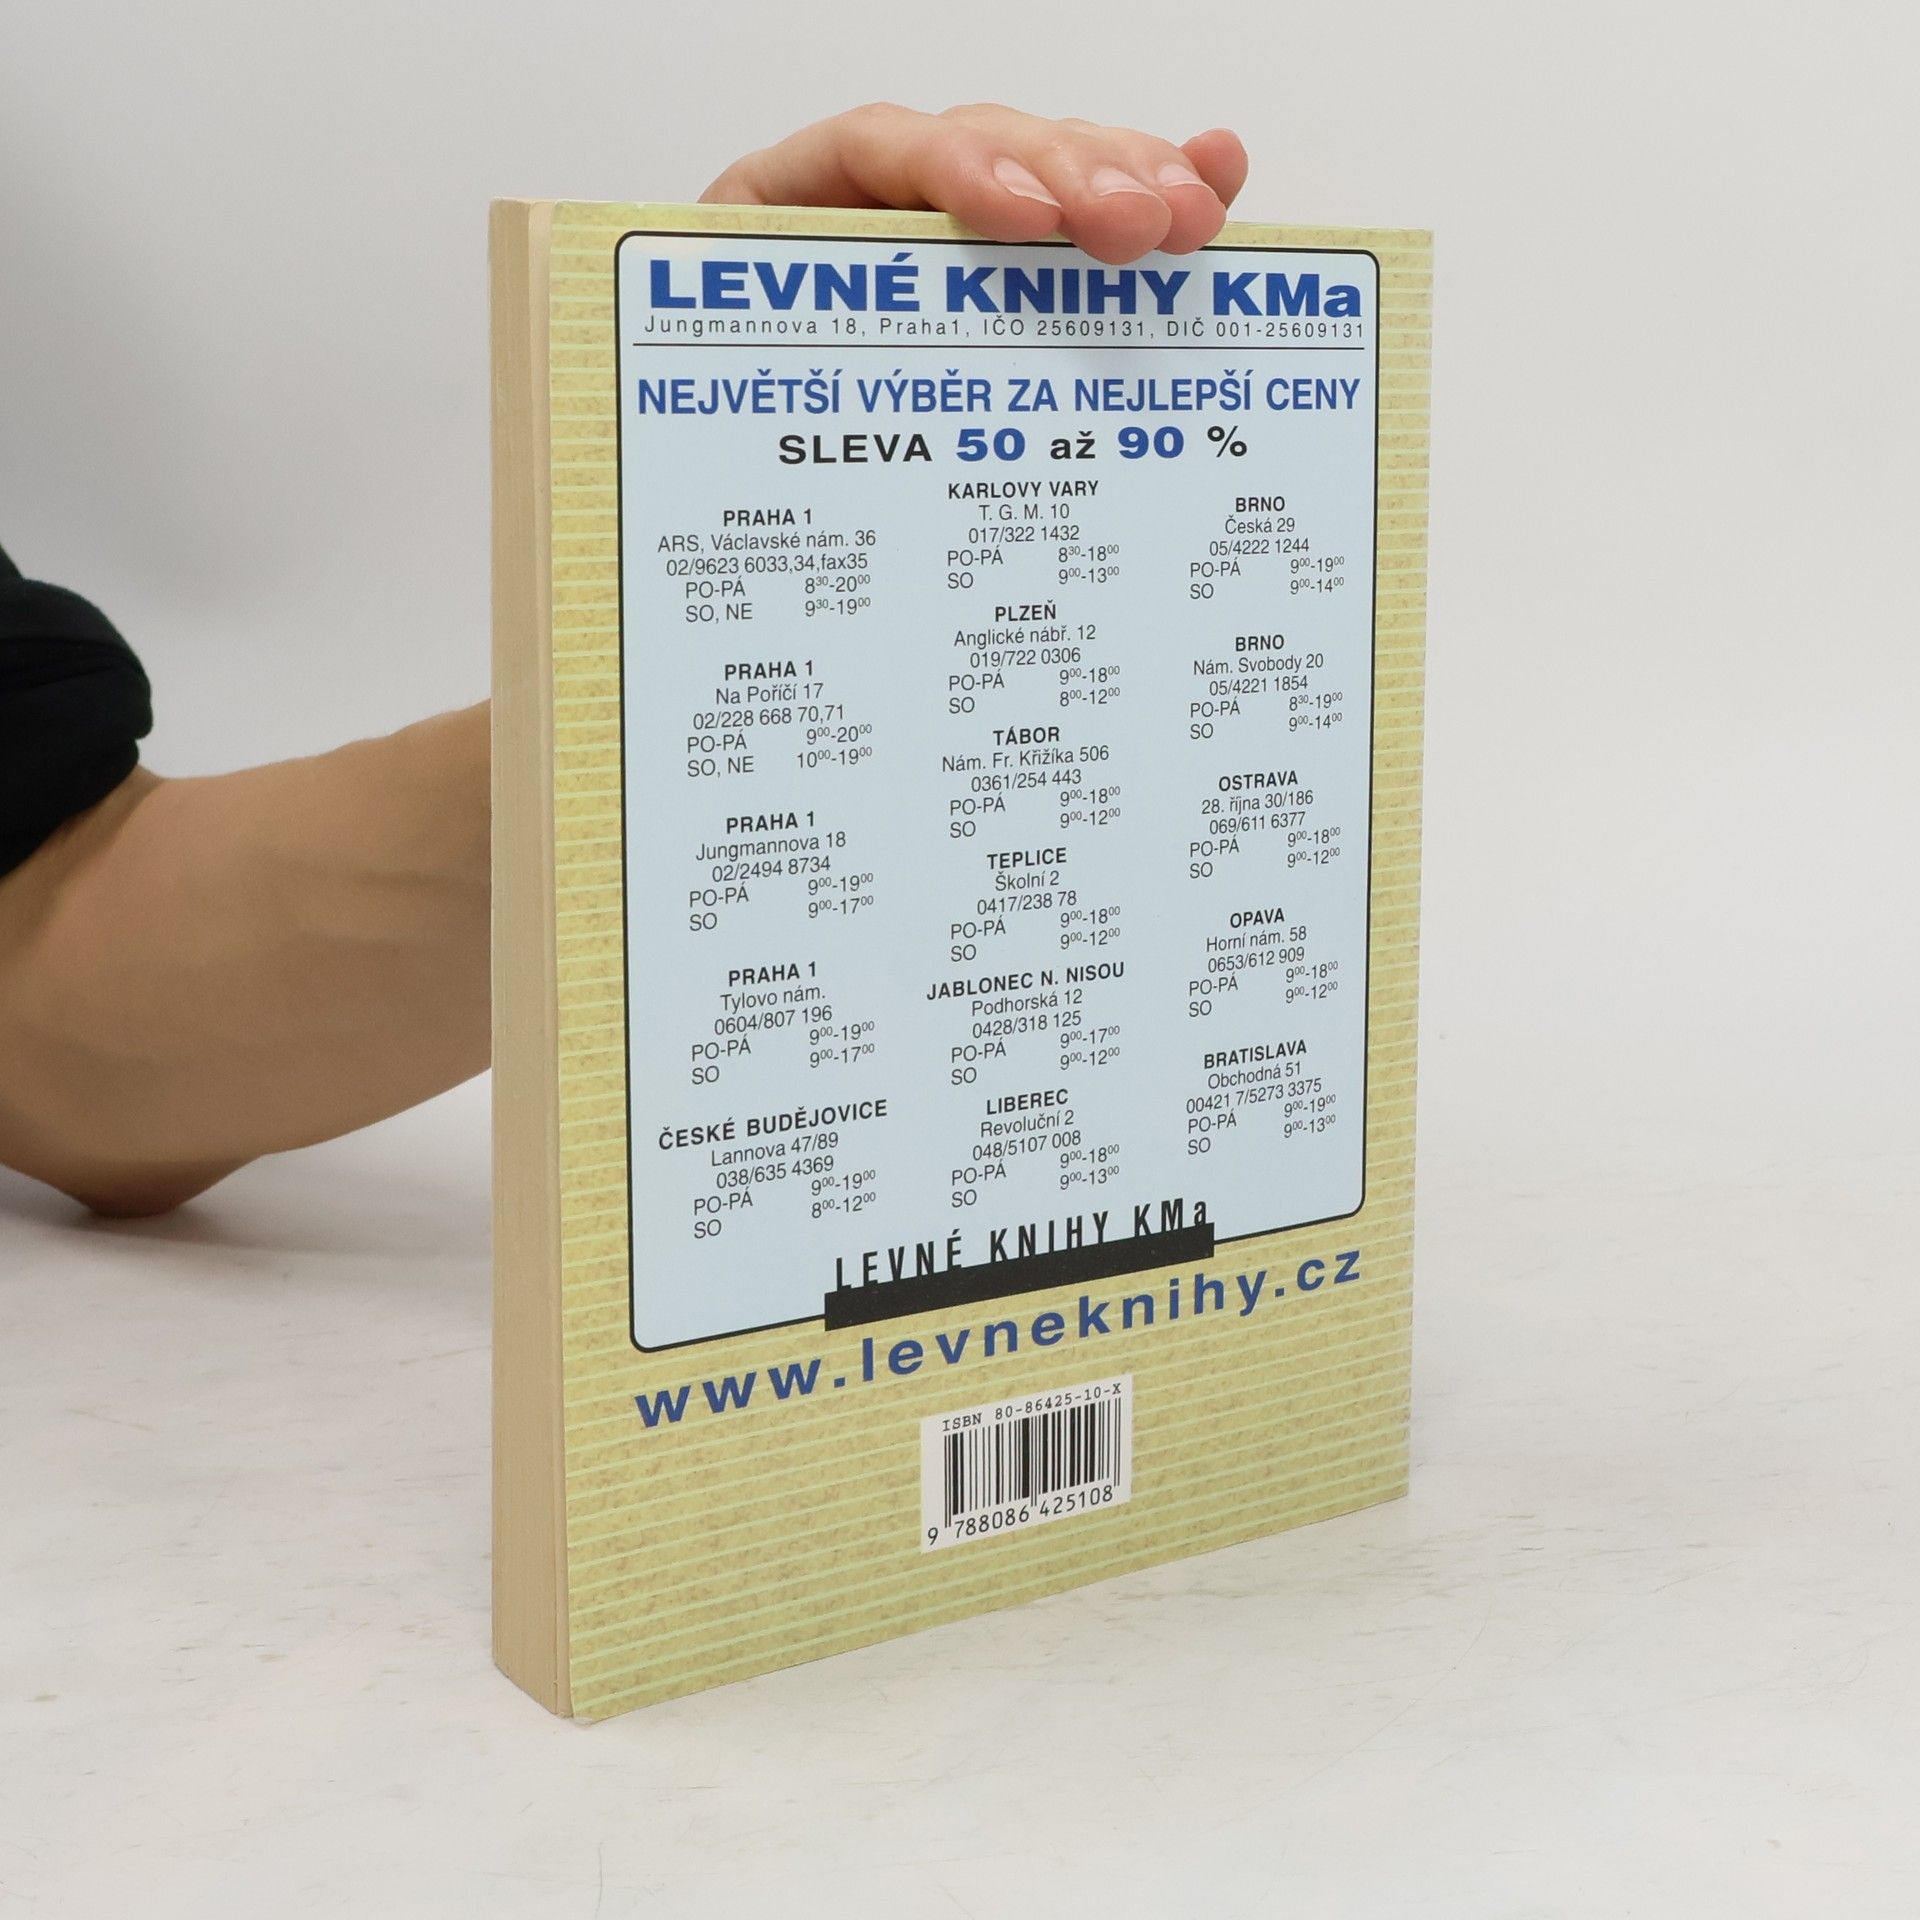 LEVNÉ KNIHY KMa
Jungmannova 18, Praha1, IČO 25609131, DIČ 001-25609131
NEJVĚTŠÍ VÝBĚR ZA NEJLEPŠÍ CENY
SLEVA 50 až 90 %
PRAHA 1
ARS, Václavské nám. 36
02/9623 6033,34,fax35
PO-PÁ 8³⁰-20⁰⁰
SO, NE 9³⁰-19⁰⁰
PRAHA 1
Na Poříčí 17
02/228 668 70,71
PO-PÁ 9⁰⁰-20⁰⁰
SO, NE 10⁰⁰-19⁰⁰
PRAHA 1
Jungmannova 18
02/2494 8734
PO-PÁ 9⁰⁰-19⁰⁰
SO 9⁰⁰-17⁰⁰
PRAHA 1
Tylovo nám.
0604/807 196
PO-PÁ 9⁰⁰-19⁰⁰
SO 9⁰⁰-17⁰⁰
ČESKÉ BUDĚJOVICE
Lannova 47/89
038/635 4369
PO-PÁ 9⁰⁰-19⁰⁰
SO 8⁰⁰-12⁰⁰
KARLOVY VARY
T. G. M. 10
017/322 1432
PO-PÁ 8³⁰-18⁰⁰
SO 9⁰⁰-13⁰⁰
PLZEŇ
Anglické nábř. 12
019/722 0306
PO-PÁ 9⁰⁰-18⁰⁰
SO 8⁰⁰-12⁰⁰
TÁBOR
Nám. Fr. Křižíka 506
0361/254 443
PO-PÁ 9⁰⁰-18⁰⁰
SO 9⁰⁰-12⁰⁰
TEPLICE
Školní 2
0417/238 78
PO-PÁ 9⁰⁰-18⁰⁰
SO 9⁰⁰-12⁰⁰
JABLONEC N. NISOU
Podhorská 12
0428/318 125
PO-PÁ 9⁰⁰-17⁰⁰
SO 9⁰⁰-12⁰⁰
LIBEREC
Revoluční 2
048/5107 008
PO-PÁ 9⁰⁰-18⁰⁰
SO 9⁰⁰-13⁰⁰
BRNO
Česká 29
05/4222 1244
PO-PÁ 9⁰⁰-19⁰⁰
SO 9⁰⁰-14⁰⁰
BRNO
Nám. Svobody 20
05/4221 1854
PO-PÁ 8³⁰-19⁰⁰
SO 9⁰⁰-14⁰⁰
OSTRAVA
28. října 30/186
069/611 6377
PO-PÁ 9⁰⁰-18⁰⁰
SO 9⁰⁰-12⁰⁰
OPAVA
Horní nám. 58
0653/612 909
PO-PÁ 9⁰⁰-18⁰⁰
SO 9⁰⁰-12⁰⁰
BRATISLAVA
Obchodná 51
00421 7/5273 3375
PO-PÁ 9⁰⁰-19⁰⁰
SO 9⁰⁰-13⁰⁰
LEVNÉ KNIHY KMa
www.levneknihy.cz
ISBN 80-86425-10-X
9 788086 425108